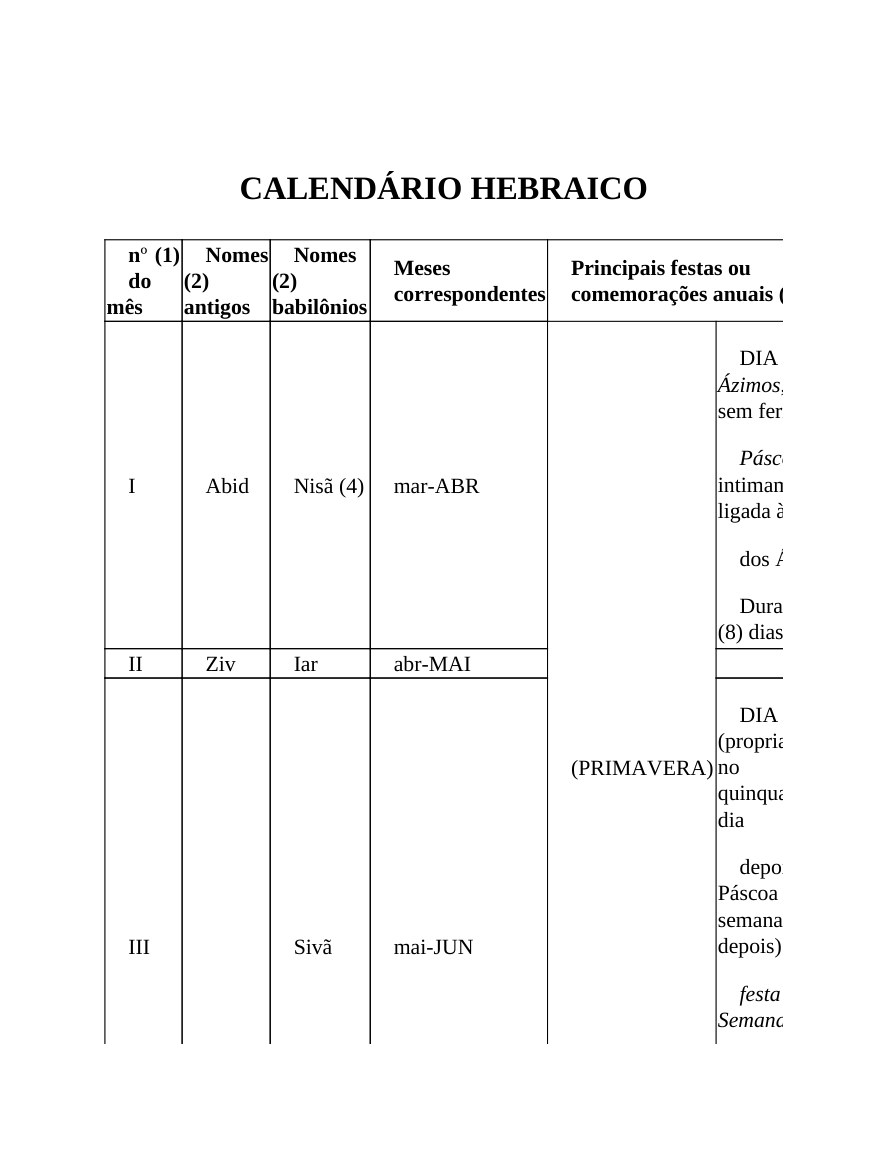 CALENDÁRIO HEBRAICO
nº (1)
do
mês
Nomes
(2)
antigos
Nomes
(2)
babilônios
Meses
correspondentes
Principais festas ou
comemorações anuais (
I
Abid
Nisã (4)
mar-ABR
(PRIMAVERA)
DIA
Ázimos,
sem fer
Pásc
intiman
ligada à
dos
Dura
(8) dias
II
Ziv
Iar
abr-MAI
III
Sivã
mai-JUN
DIA
(propria
no
quinqua
dia
depo
Páscoa
semana
depois)
festa
Semana